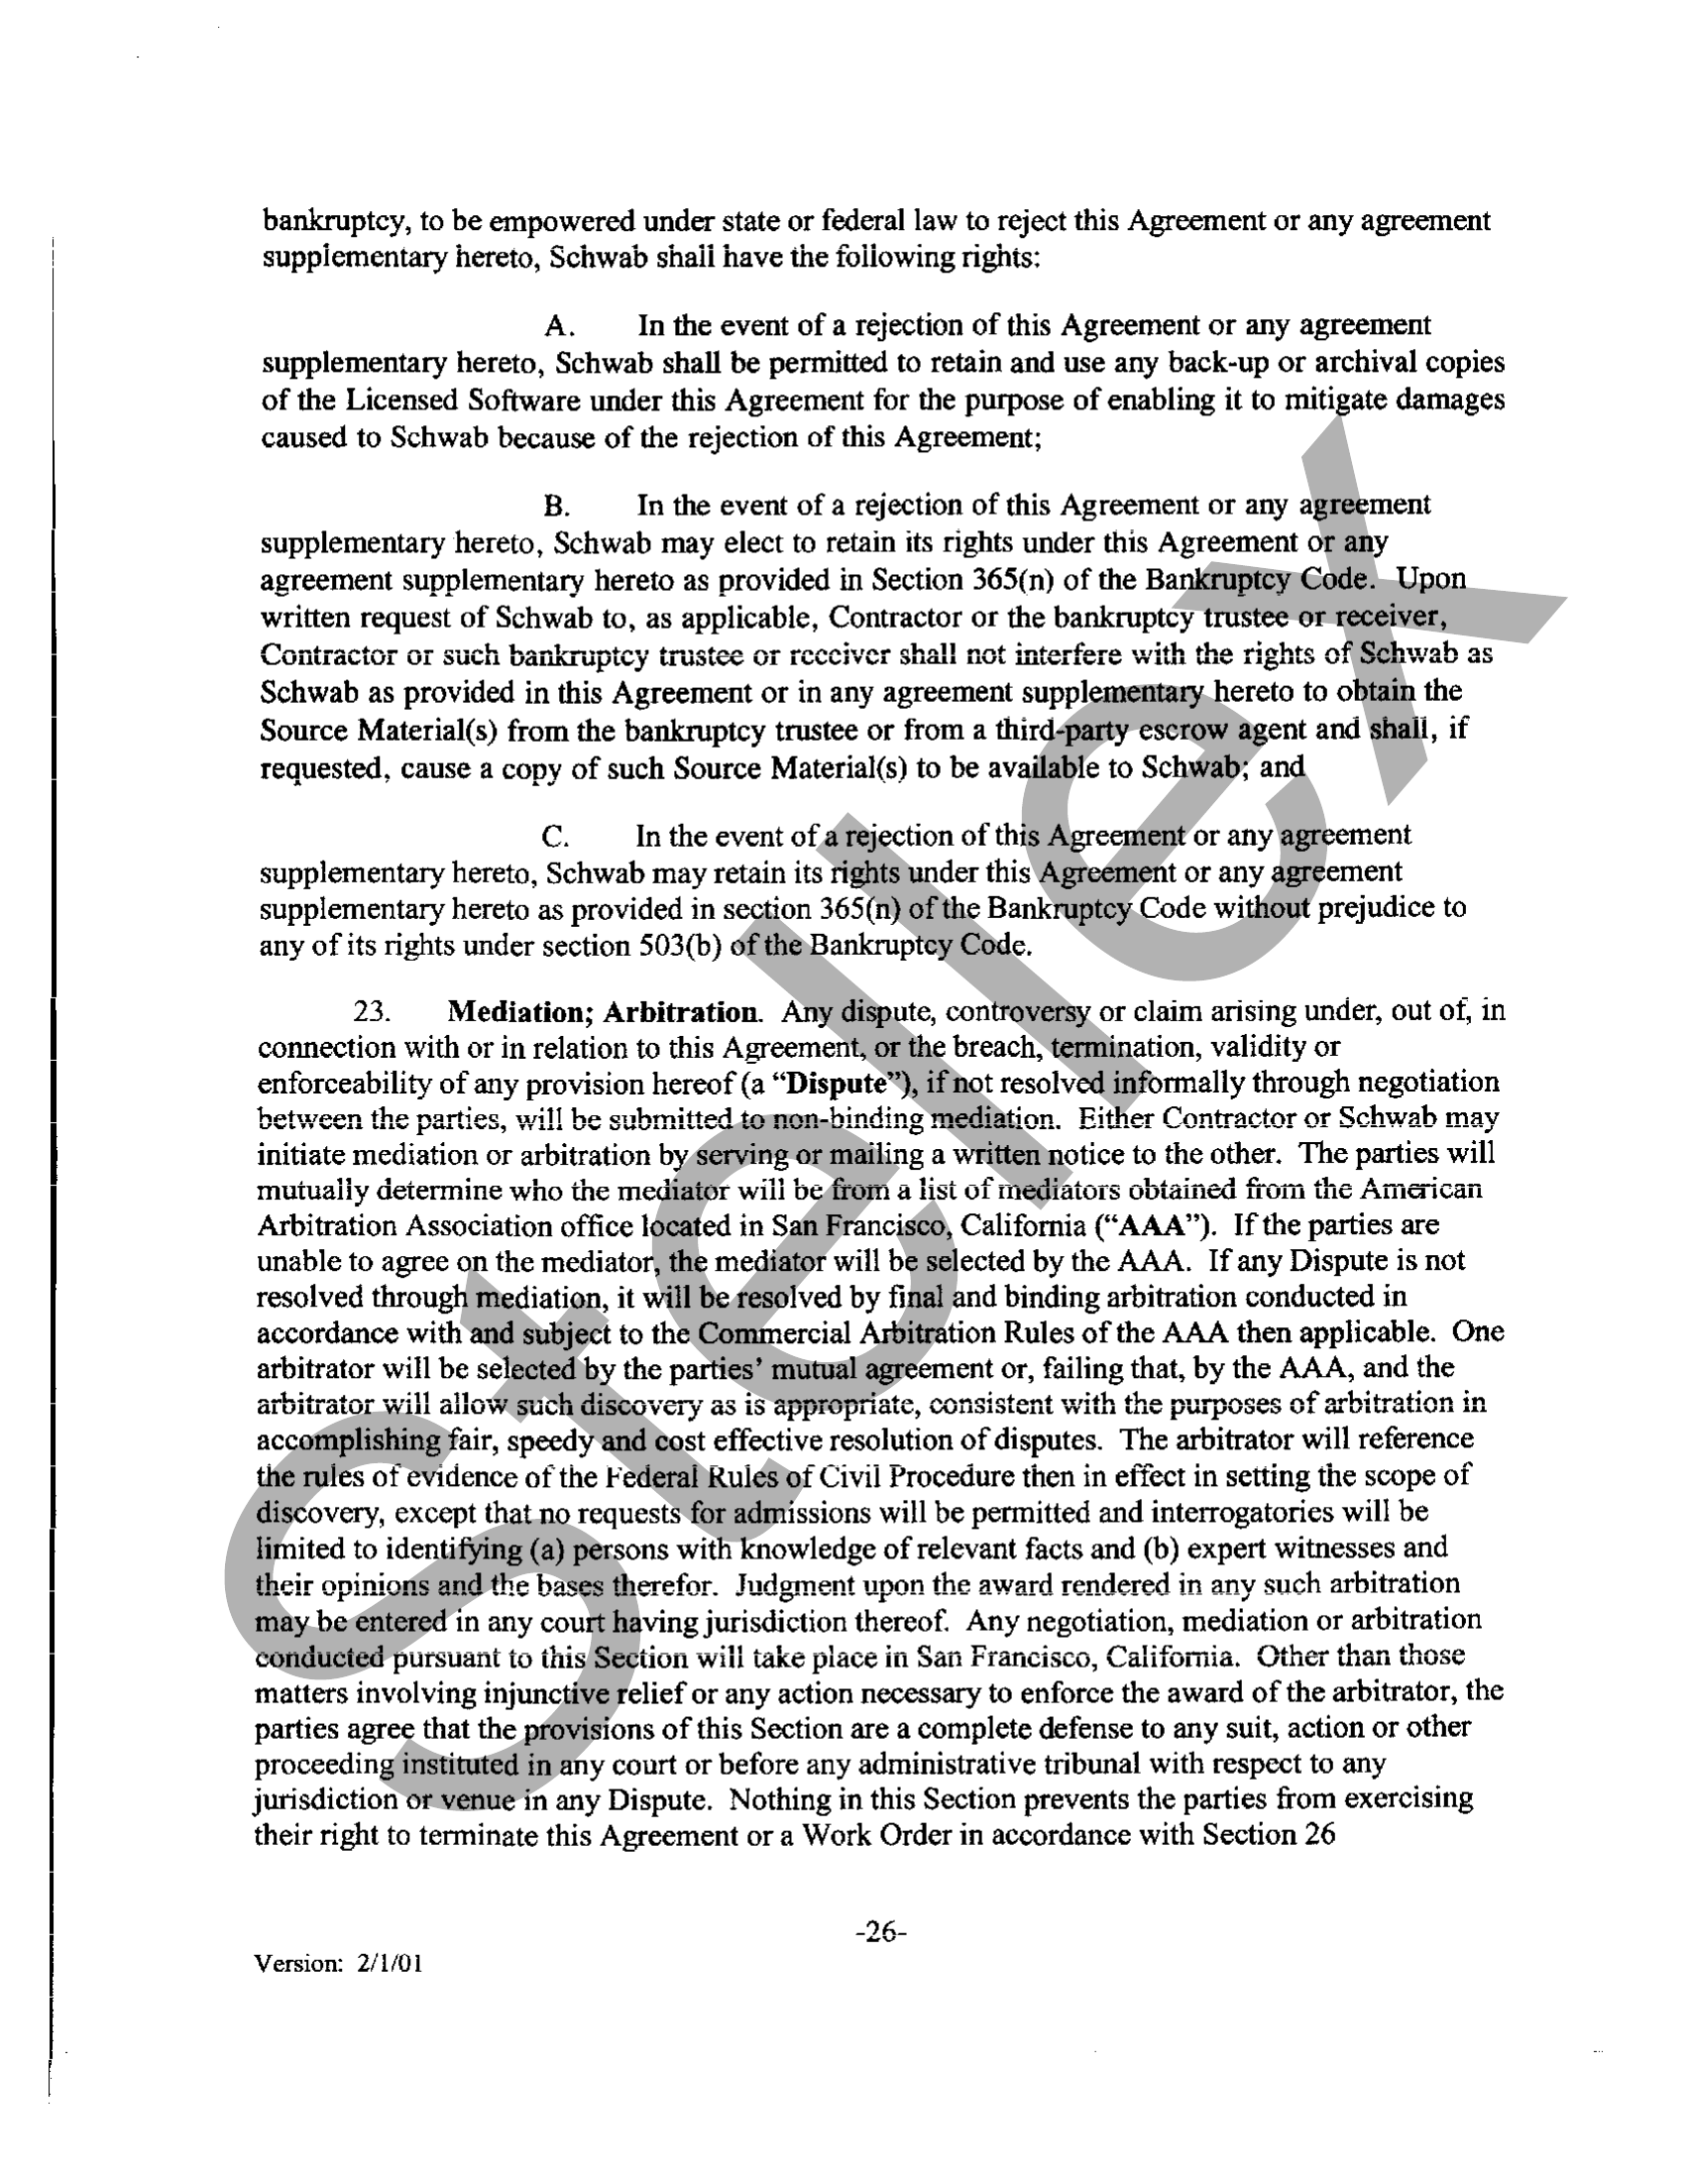 bankruptcy, to be empowered under state or federal law to reject this Agreement or any agreement
supplementary hereto, Schwab shall have the following rights:
A. In the event of a rejection of this Agreement or any agreement
supplementary hereto, Schwab shall be permitted to retain and use any back-up or archival copies
of the Licensed Software under this Agreement for the purpose of enabling it to mitigate damages
caused to Schwab because of the rejection of this Agreement;
B. In the event of a rejection of this Agreement or any agreement
supplementary hereto, Schwab may elect to retain its rights under this Agreement or any
agreement supplementary hereto as provided in Section 365(n) of the Bankruptcy Code. Upon
written request of Schwab to, as applicable, Contractor or the bankruptcy trustee or receiver,
Contractor or such bankruptcy trustee or receiver shall not interfere with the rights of Schwab as
Schwab as provided in this Agreement or in any agreement supplementary hereto to obtain the
Source Material(s) from the bankruptcy trustee or from a third-party escrow agent and shall, if
requested, cause a copy of such Source Material(s) to be available to Schwab; and
C. In the event of a rejection of this Agreement or any agreement
supplementary hereto, Schwab may retain its rights under this Agreement or any agreement
supplementary hereto as provided in section 365(n) of the Bankruptcy Code without prejudice to
any of its rights under section 503(b) of the Bankruptcy Code.
23. Mediation; Arbitration. Any dispute, controversy or claim arising under, out of, in
connection with or in relation to this Agreement, or the breach, termination, validity or
enforceability of any provision hereof (a “Dispute”), if not resolved informally through negotiation
between the parties, will be submitted to non-binding mediation. Either Contractor or Schwab may
initiate mediation or arbitration by serving or mailing a written notice to the other. The parties will
mutually determine who the mediator will be from a list of mediators obtained from the American
Arbitration Association office located in San Francisco, California (“AAA”). If the parties are
unable to agree on the mediator, the mediator will be selected by the AAA. If any Dispute is not
resolved through mediation, it will be resolved by final and binding arbitration conducted in
accordance with and subject to the Commercial Arbitration Rules of the AAA then applicable. One
arbitrator will be selected by the parties’ mutual agreement or, failing that, by the AAA, and the
arbitrator will allow such discovery as is appropriate, consistent with the purposes of arbitration in
accomplishing fair, speedy and cost effective resolution of disputes. The arbitrator will reference
the rules of evidence of the Federal Rules of Civil Procedure then in effect in setting the scope of
discovery, except that no requests for admissions will be permitted and interrogatories will be
limited to identifying (a) persons with knowledge of relevant facts and (b) expert witnesses and
their opinions and the bases therefor. Judgment upon the award rendered in any such arbitration
may be entered in any court having jurisdiction thereof. Any negotiation, mediation or arbitration
conducted pursuant to this Section will take place in San Francisco, California. Other than those
matters involving injunctive relief or any action necessary to enforce the award of the arbitrator, the
parties agree that the provisions of this Section are a complete defense to any suit, action or other
proceeding instituted in any court or before any administrative tribunal with respect to any
jurisdiction or venue in any Dispute. Nothing in this Section prevents the parties from exercising
their right to terminate this Agreement or a Work Order in accordance with Section 26
-26-
Version: 2/1/01
Stellex